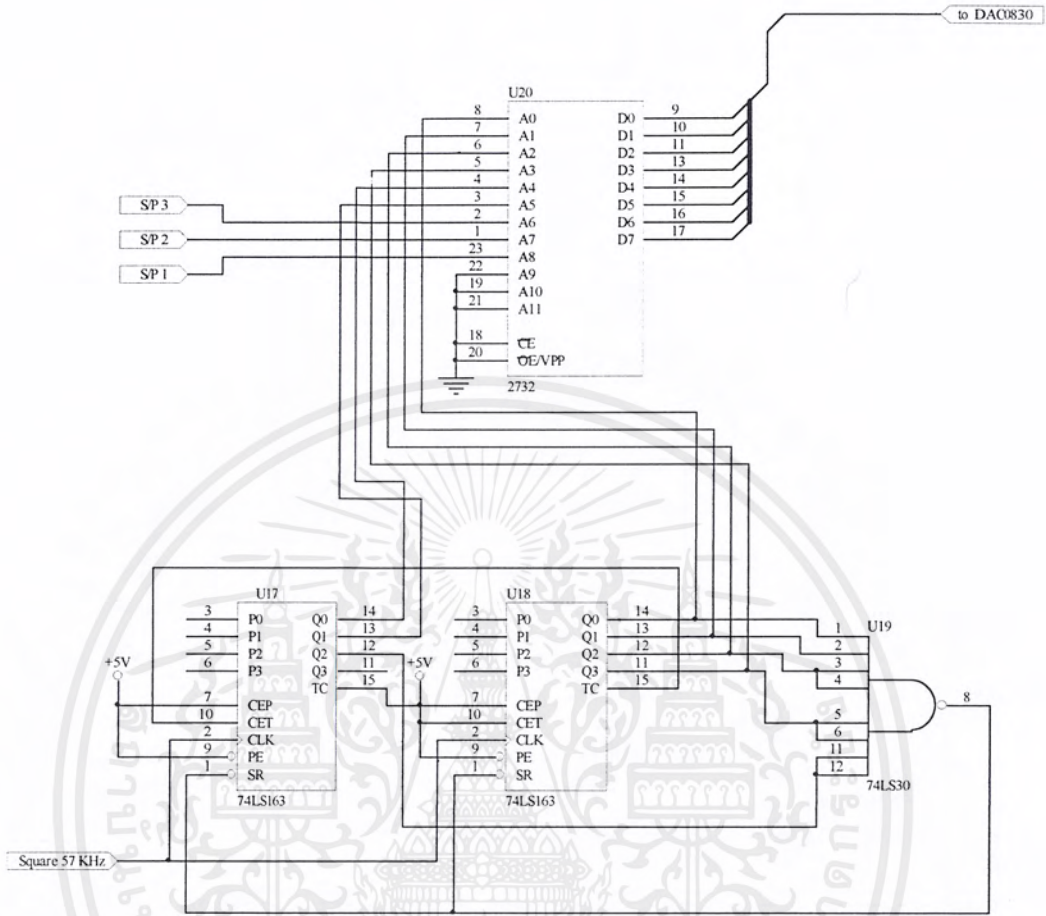 to DAC0830
U20
8 A0 D0 9
7 A1 D1 10
6 A2 D2 11
5 A3 D3 13
4 A4 D4 14
3 A5 D5 15
S/P 3 2 A6 D6 16
S/P 2 1 A7 D7 17
S/P 1 23 A8
22 A9
19 A10
21 A11
18 CE
20 OE/VPP
2732
U17 U18
3 P0 Q0 14 3 P0 Q0 14
4 P1 Q1 13 4 P1 Q1 13
5 P2 Q2 12 5 P2 Q2 12
6 P3 Q3 11 6 P3 Q3 11
TC 15 TC 15
+5V +5V
7 CEP 7 CEP
10 CET 10 CET
2 CLK 2 CLK
9 PE 9 PE
1 SR 1 SR
74LS163 74LS163
U19
1
2
3
4
5
6
11
12
8
74LS30
Square 57 KHz